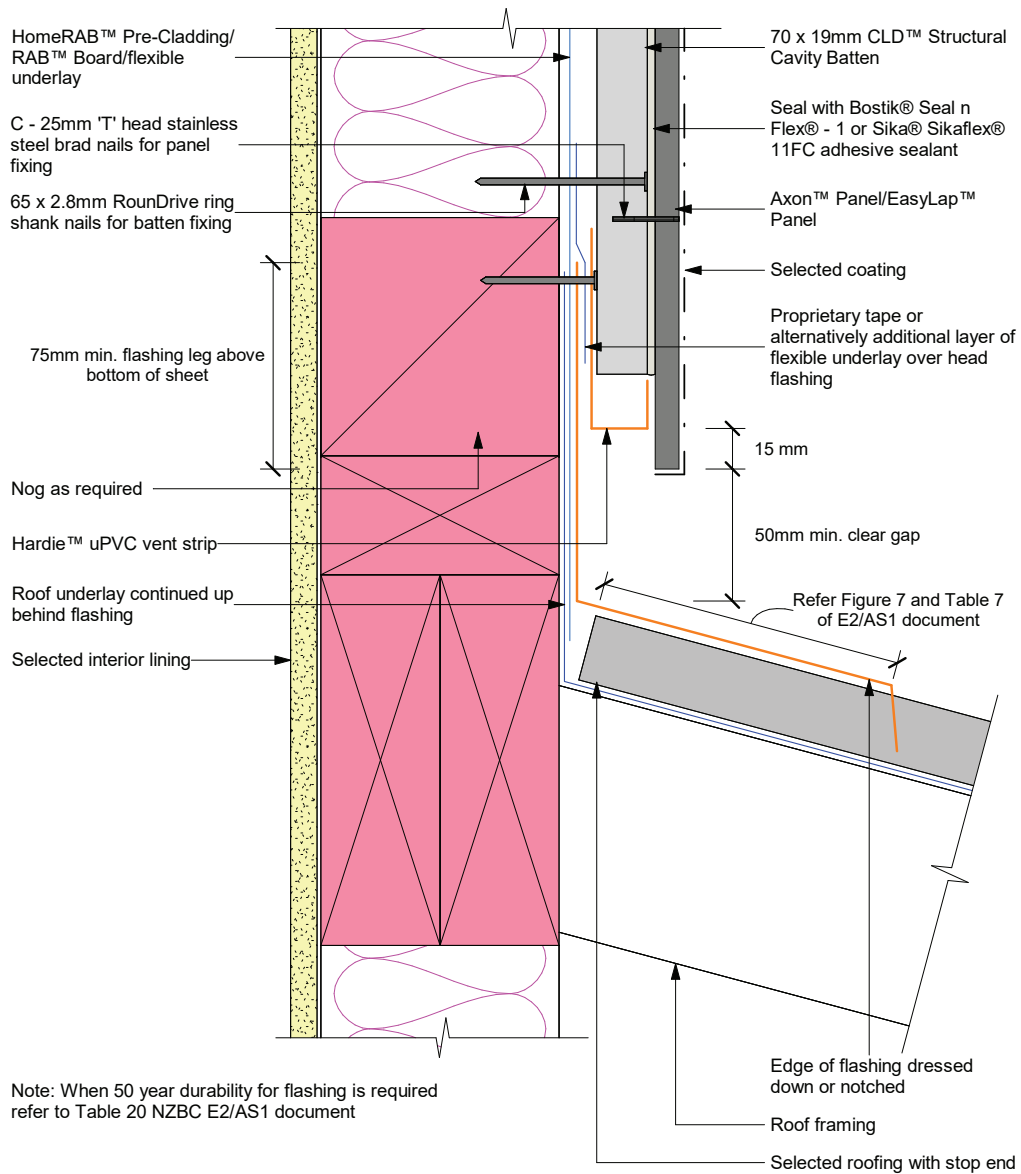 HomeRAB™ Pre-Cladding/
RAB™ Board/flexible
underlay
C - 25mm 'T' head stainless
steel brad nails for panel
fixing
65 x 2.8mm RounDrive ring
shank nails for batten fixing
75mm min. flashing leg above
bottom of sheet
Nog as required
Hardie™ uPVC vent strip
Roof underlay continued up
behind flashing
Selected interior lining
70 x 19mm CLD™ Structural
Cavity Batten
Seal with Bostik® Seal n
Flex® - 1 or Sika® Sikaflex®
11FC adhesive sealant
Axon™ Panel/EasyLap™
Panel
Selected coating
Proprietary tape or
alternatively additional layer of
flexible underlay over head
flashing
15 mm
50mm min. clear gap
Refer Figure 7 and Table 7
of E2/AS1 document
Edge of flashing dressed
down or notched
Roof framing
Selected roofing with stop end
Note: When 50 year durability for flashing is required
refer to Table 20 NZBC E2/AS1 document